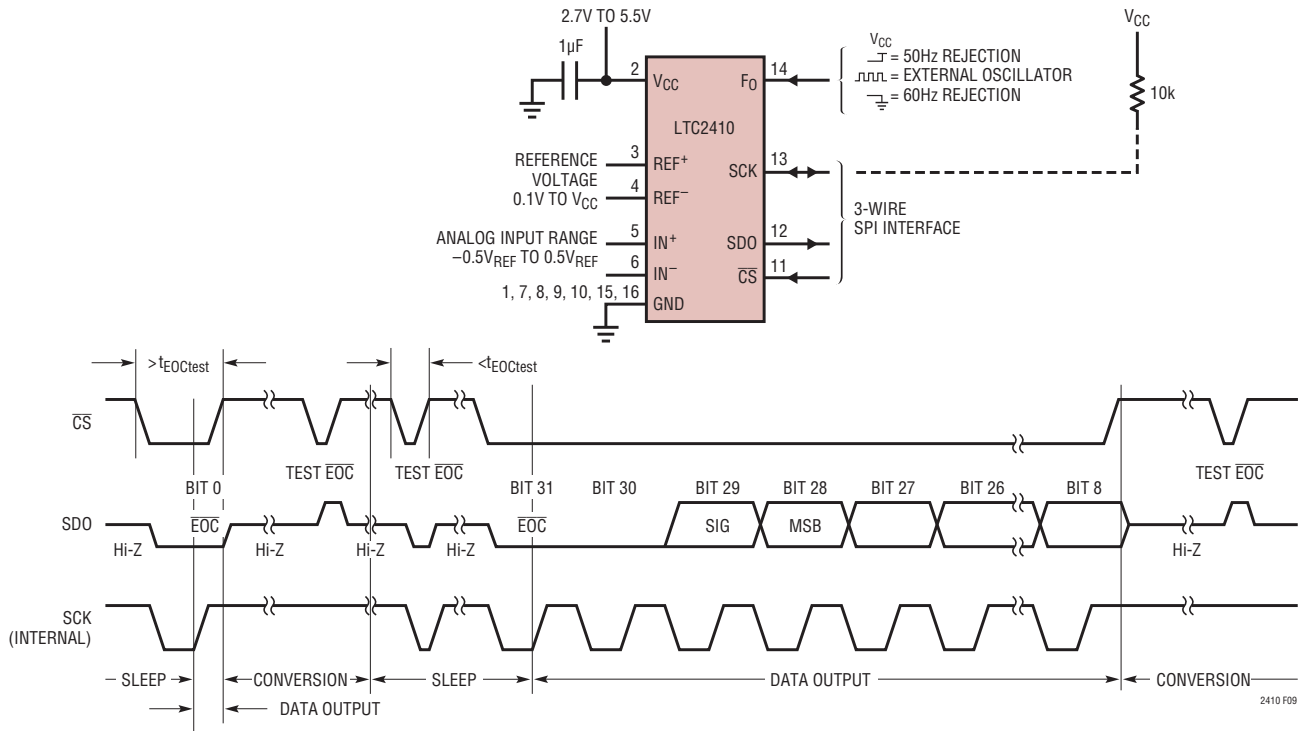 2.7V TO 5.5V
1µF
2
VCC
LTC2410
FO
14
VCC
= 50Hz REJECTION
= EXTERNAL OSCILLATOR
= 60Hz REJECTION
VCC
10k
REFERENCE
VOLTAGE
0.1V TO VCC
3
REF+
4
REF−
SCK
13
ANALOG INPUT RANGE
−0.5VREF TO 0.5VREF
5
IN+
6
IN−
SDO
12
CS
11
3-WIRE
SPI INTERFACE
1, 7, 8, 9, 10, 15, 16
GND
>tEOCtest
<tEOCtest
CS
TEST EOC
TEST EOC
TEST EOC
BIT 0
BIT 31
BIT 30
BIT 29
BIT 28
BIT 27
BIT 26
BIT 8
SDO
EOC
EOC
SIG
MSB
Hi-Z
Hi-Z
Hi-Z
Hi-Z
Hi-Z
SCK
(INTERNAL)
SLEEP
CONVERSION
SLEEP
DATA OUTPUT
CONVERSION
DATA OUTPUT
2410 F09